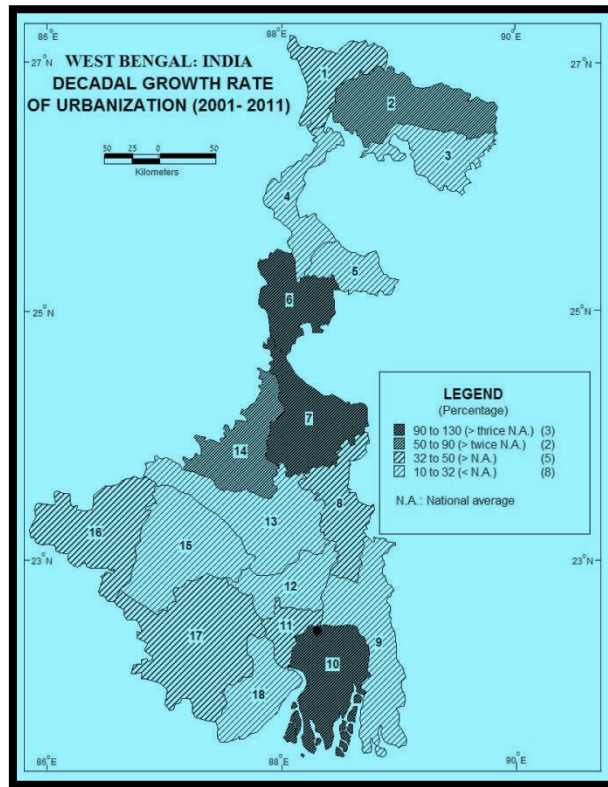 86°E 88°E 90°E
27°N 27°N
WEST BENGAL: INDIA
DECADAL GROWTH RATE
OF URBANIZATION (2001- 2011)
50 25 0 50
Kilometers
1
2
3
4
5
6
25°N 25°N
7
LEGEND
(Percentage)
90 to 130 (> thrice N.A.) (3)
50 to 90 (> twice N.A.) (2)
32 to 50 (> N.A.) (5)
10 to 32 (< N.A.) (8)
N.A.: National average
14
8
13
16
15
23°N 23°N
12
11
17
9
10
18
86°E 88°E 90°E